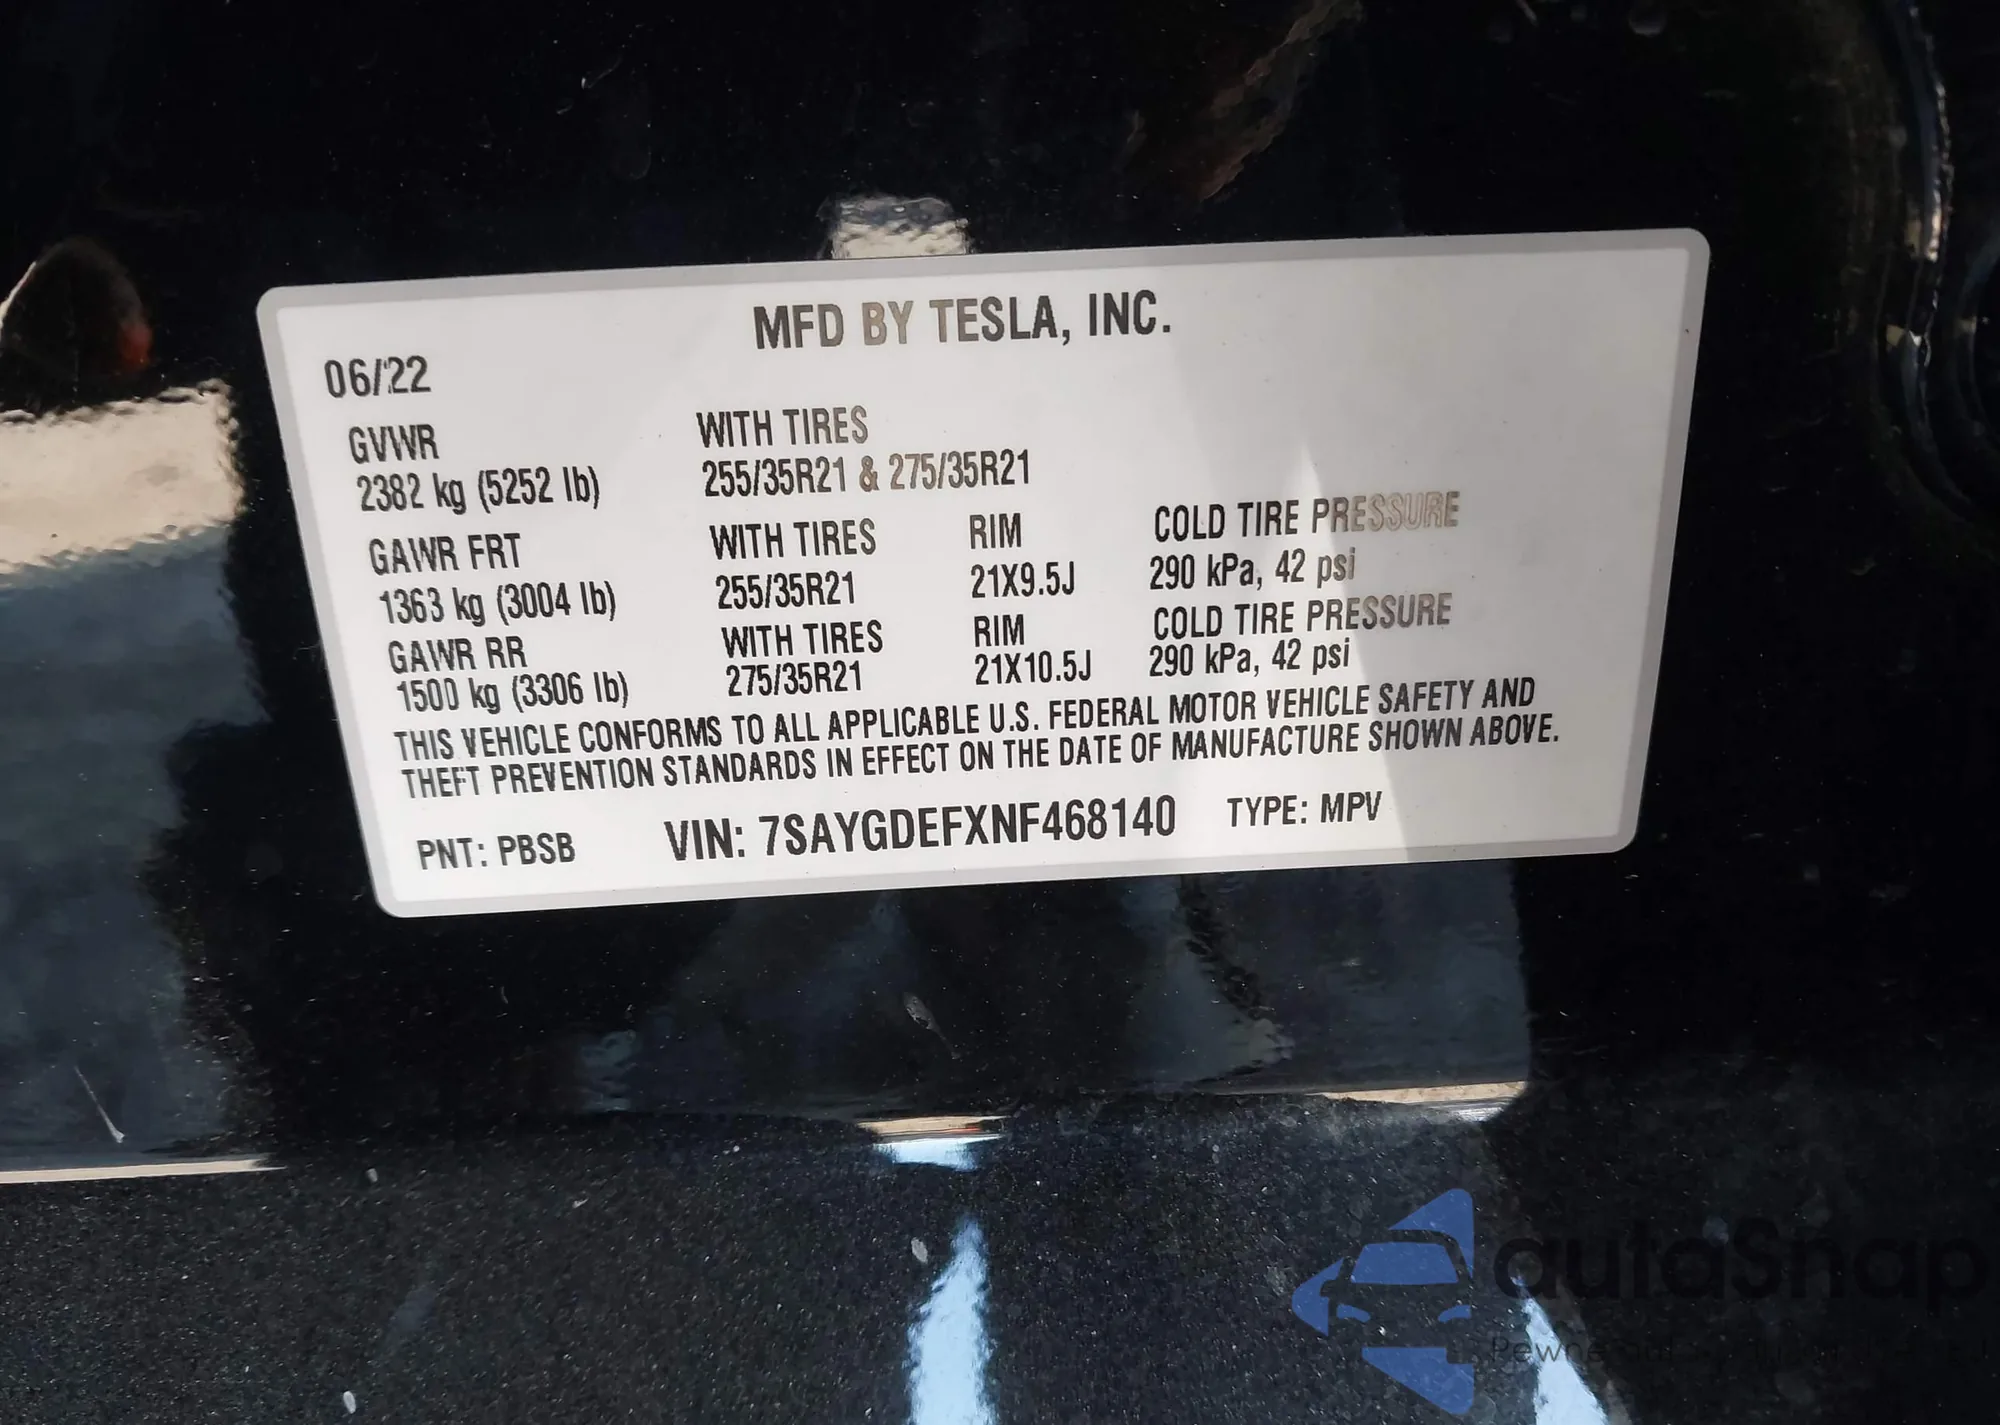 MFD BY TESLA, INC.
06/22
GVWR WITH TIRES
2382 kg (5252 lb) 255/35R21 & 275/35R21
GAWR FRT WITH TIRES RIM COLD TIRE PRESSURE
1363 kg (3004 lb) 255/35R21 21X9.5J 290 kPa, 42 psi
GAWR RR WITH TIRES RIM COLD TIRE PRESSURE
1500 kg (3306 lb) 275/35R21 21X10.5J 290 kPa, 42 psi
THIS VEHICLE CONFORMS TO ALL APPLICABLE U.S. FEDERAL MOTOR VEHICLE SAFETY AND
THEFT PREVENTION STANDARDS IN EFFECT ON THE DATE OF MANUFACTURE SHOWN ABOVE.
PNT: PBSB VIN: 7SAYGDEFXNF468140 TYPE: MPV
autaSnap
Pewne auta